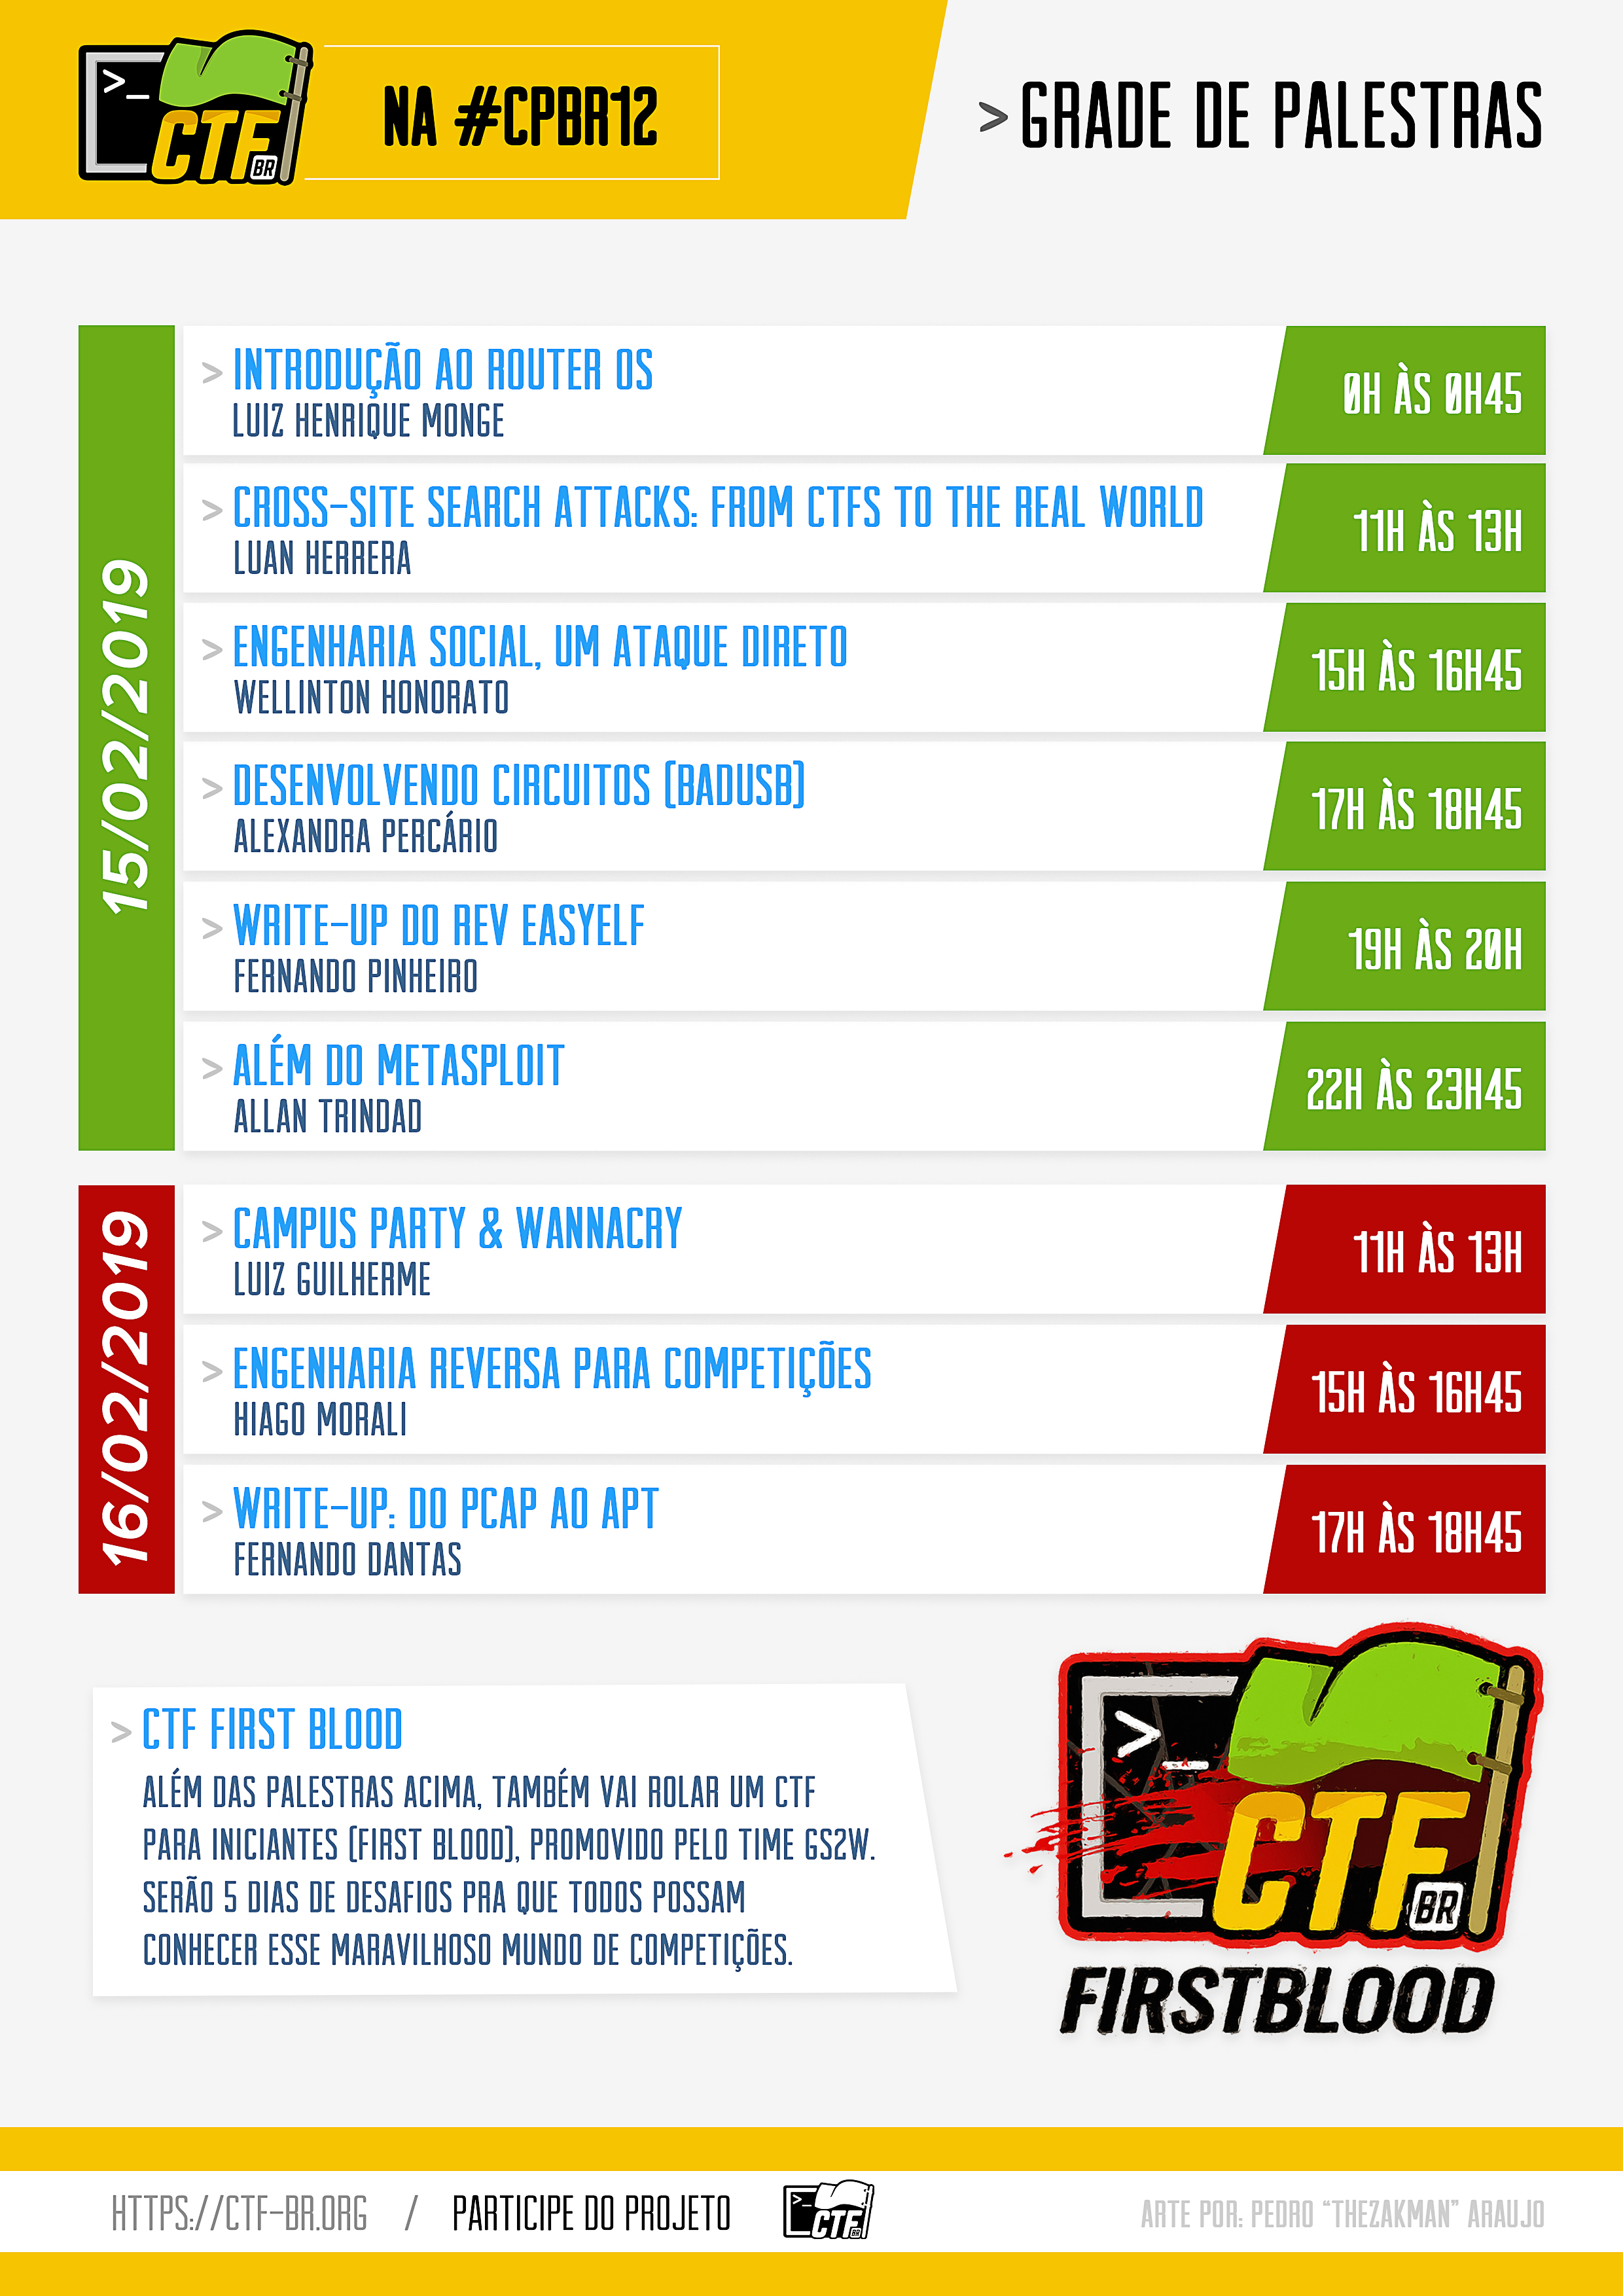 >_
CTF
BR
NA #CPBR12
> GRADE DE PALESTRAS
15/02/2019
> INTRODUÇÃO AO ROUTER OS
LUIZ HENRIQUE MONGE
0H ÀS 0H45
> CROSS-SITE SEARCH ATTACKS: FROM CTFS TO THE REAL WORLD
LUAN HERRERA
11H ÀS 13H
> ENGENHARIA SOCIAL, UM ATAQUE DIRETO
WELLINTON HONORATO
15H ÀS 16H45
> DESENVOLVENDO CIRCUITOS (BADUSB)
ALEXANDRA PERCÁRIO
17H ÀS 18H45
> WRITE-UP DO REV EASYELF
FERNANDO PINHEIRO
19H ÀS 20H
> ALÉM DO METASPLOIT
ALLAN TRINDAD
22H ÀS 23H45
16/02/2019
> CAMPUS PARTY & WANNACRY
LUIZ GUILHERME
11H ÀS 13H
> ENGENHARIA REVERSA PARA COMPETIÇÕES
HIAGO MORALI
15H ÀS 16H45
> WRITE-UP: DO PCAP AO APT
FERNANDO DANTAS
17H ÀS 18H45
> CTF FIRST BLOOD
ALÉM DAS PALESTRAS ACIMA, TAMBÉM VAI ROLAR UM CTF
PARA INICIANTES (FIRST BLOOD), PROMOVIDO PELO TIME GS2W.
SERÃO 5 DIAS DE DESAFIOS PRA QUE TODOS POSSAM
CONHECER ESSE MARAVILHOSO MUNDO DE COMPETIÇÕES.
>_
CTF
BR
FIRSTBLOOD
HTTPS://CTF-BR.ORG / PARTICIPE DO PROJETO
>_
CTF
BR
ARTE POR: PEDRO “THEZAKMAN” ARAUJO